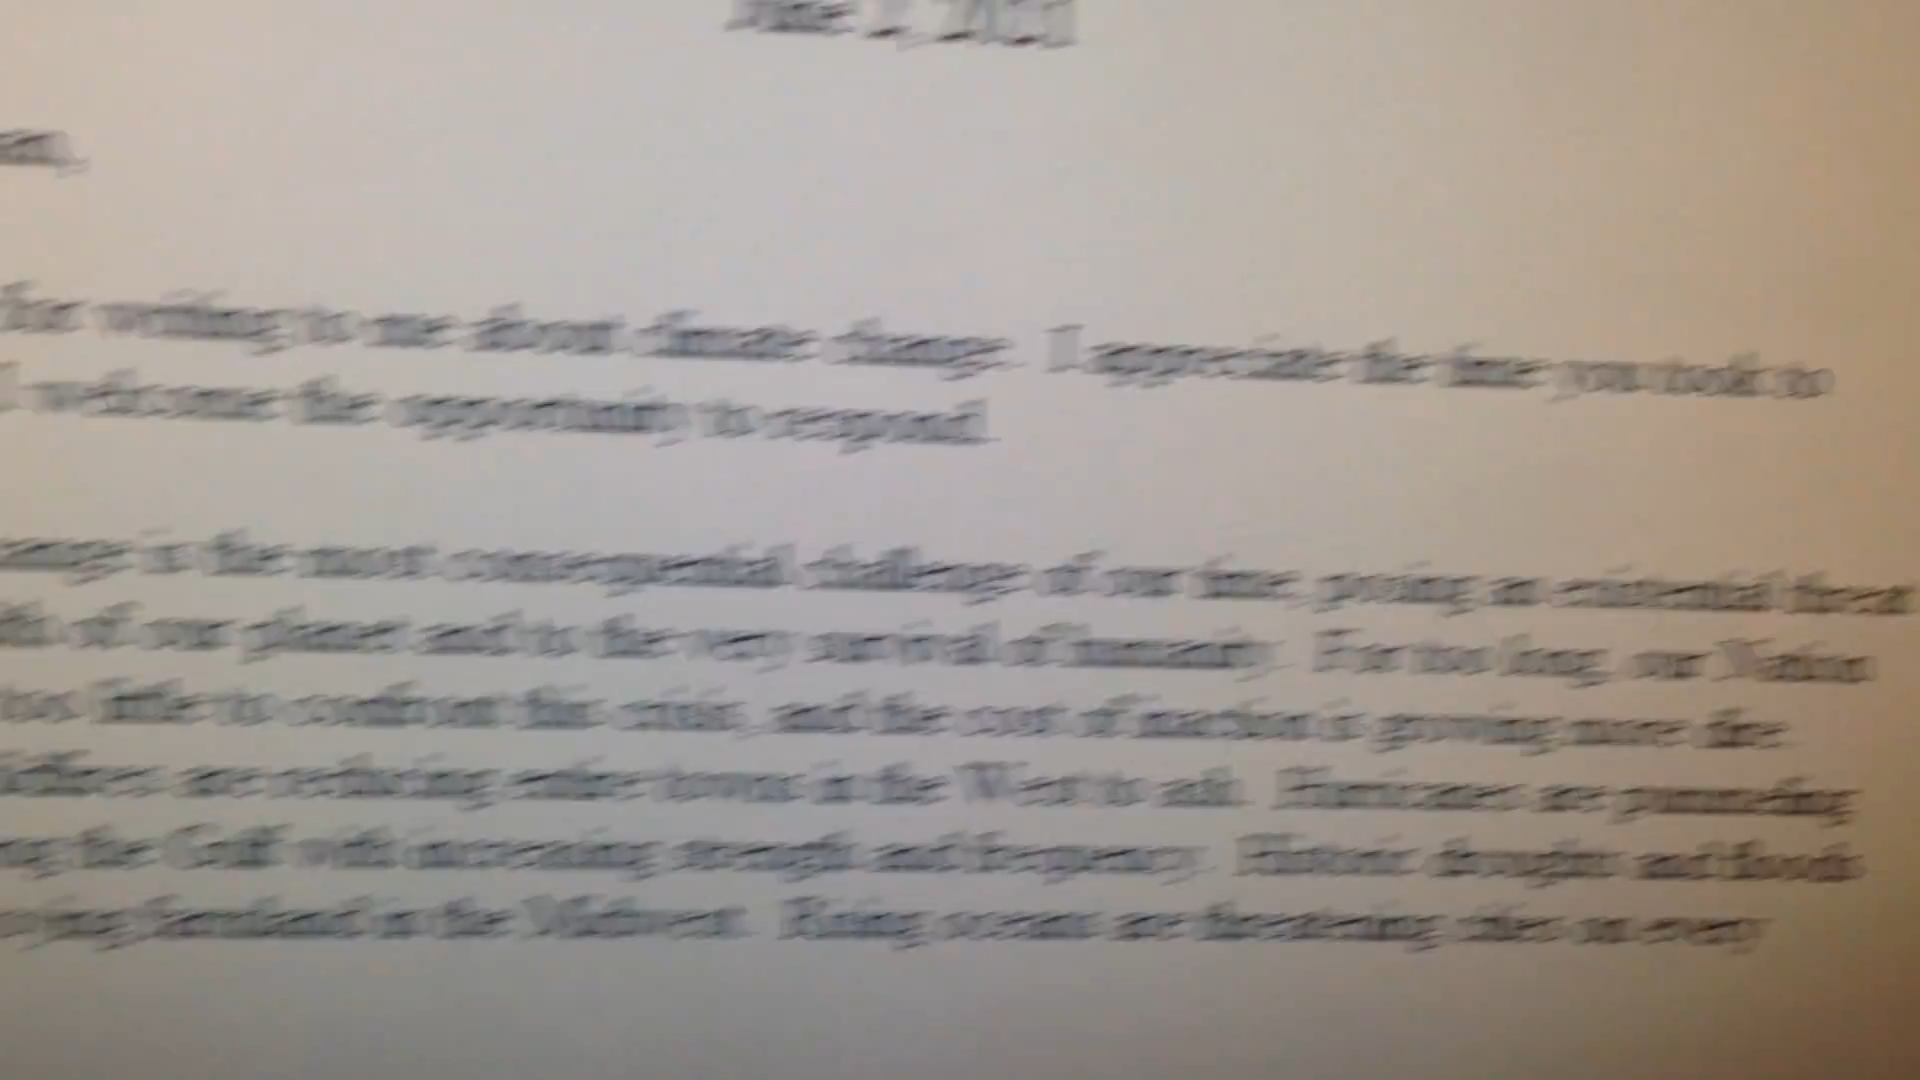 for writing to me about climate change. I appreciate the time you took to
I welcome the opportunity to respond.
is the most consequential challenge of our time, posing an existential threat
of our planet and to the very survival of humanity. For too long, our Nation
too little to confront this crisis, and the cost of inaction is growing more dire.
are reducing entire towns in the West to ash. Hurricanes are pummeling
the Gulf with increasing strength and frequency. Historic droughts and floods
farmland in the Midwest. Rising oceans are threatening cities on every